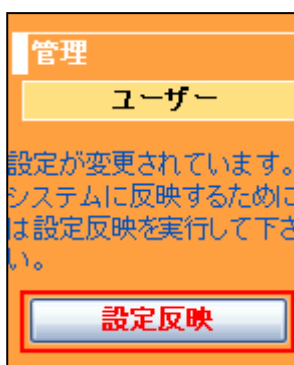 管理
ユーザー
設定が変更されています。
システムに反映するために
は設定反映を実行して下さ
い。
設定反映